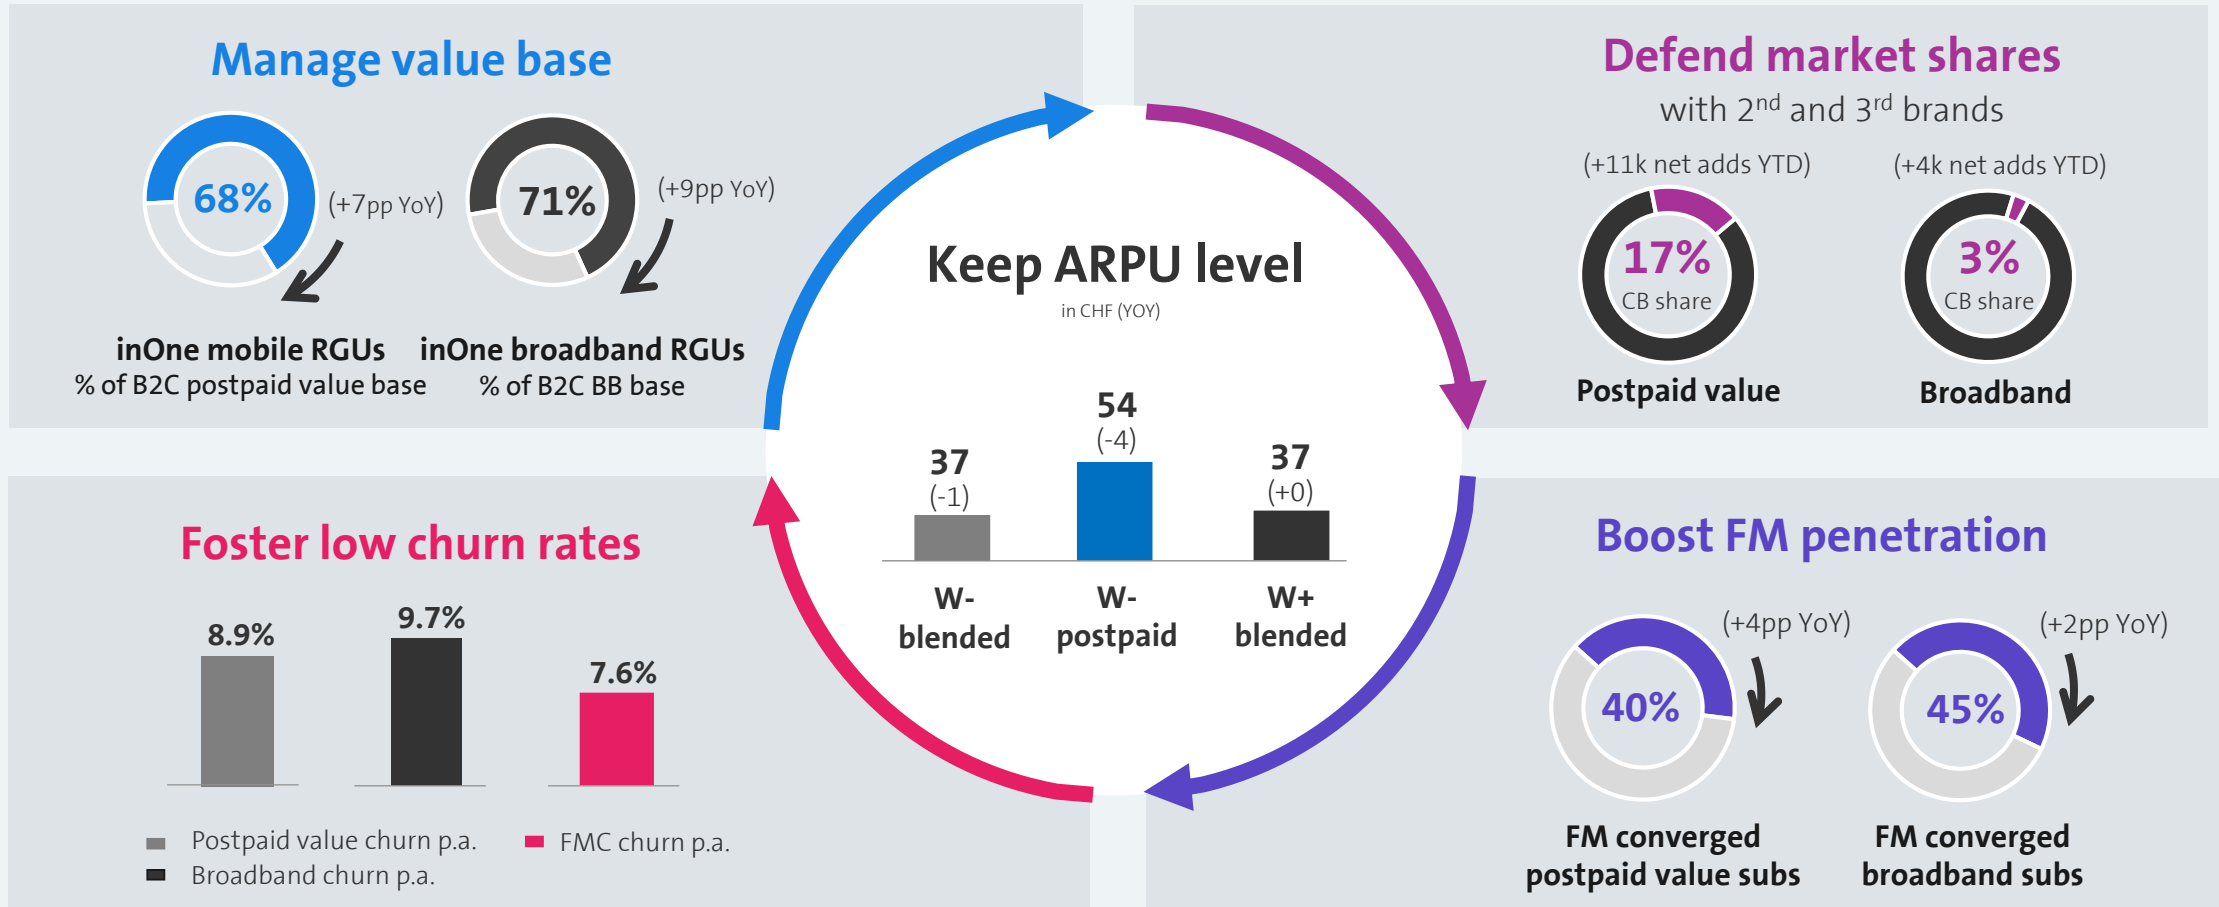 Manage value base
68%
(+7pp YoY)
71%
(+9pp YoY)
inOne mobile RGUs
% of B2C postpaid value base
inOne broadband RGUs
% of B2C BB base
Defend market shares
with 2nd and 3rd brands
(+11k net adds YTD)
17%
CB share
Postpaid value
(+4k net adds YTD)
3%
CB share
Broadband
Keep ARPU level
in CHF (YOY)
37
(-1)
W-
blended
54
(-4)
W-
postpaid
37
(+0)
W+
blended
Foster low churn rates
8.9%
9.7%
7.6%
Postpaid value churn p.a.
Broadband churn p.a.
FMC churn p.a.
Boost FM penetration
(+4pp YoY)
40%
FM converged
postpaid value subs
(+2pp YoY)
45%
FM converged
broadband subs